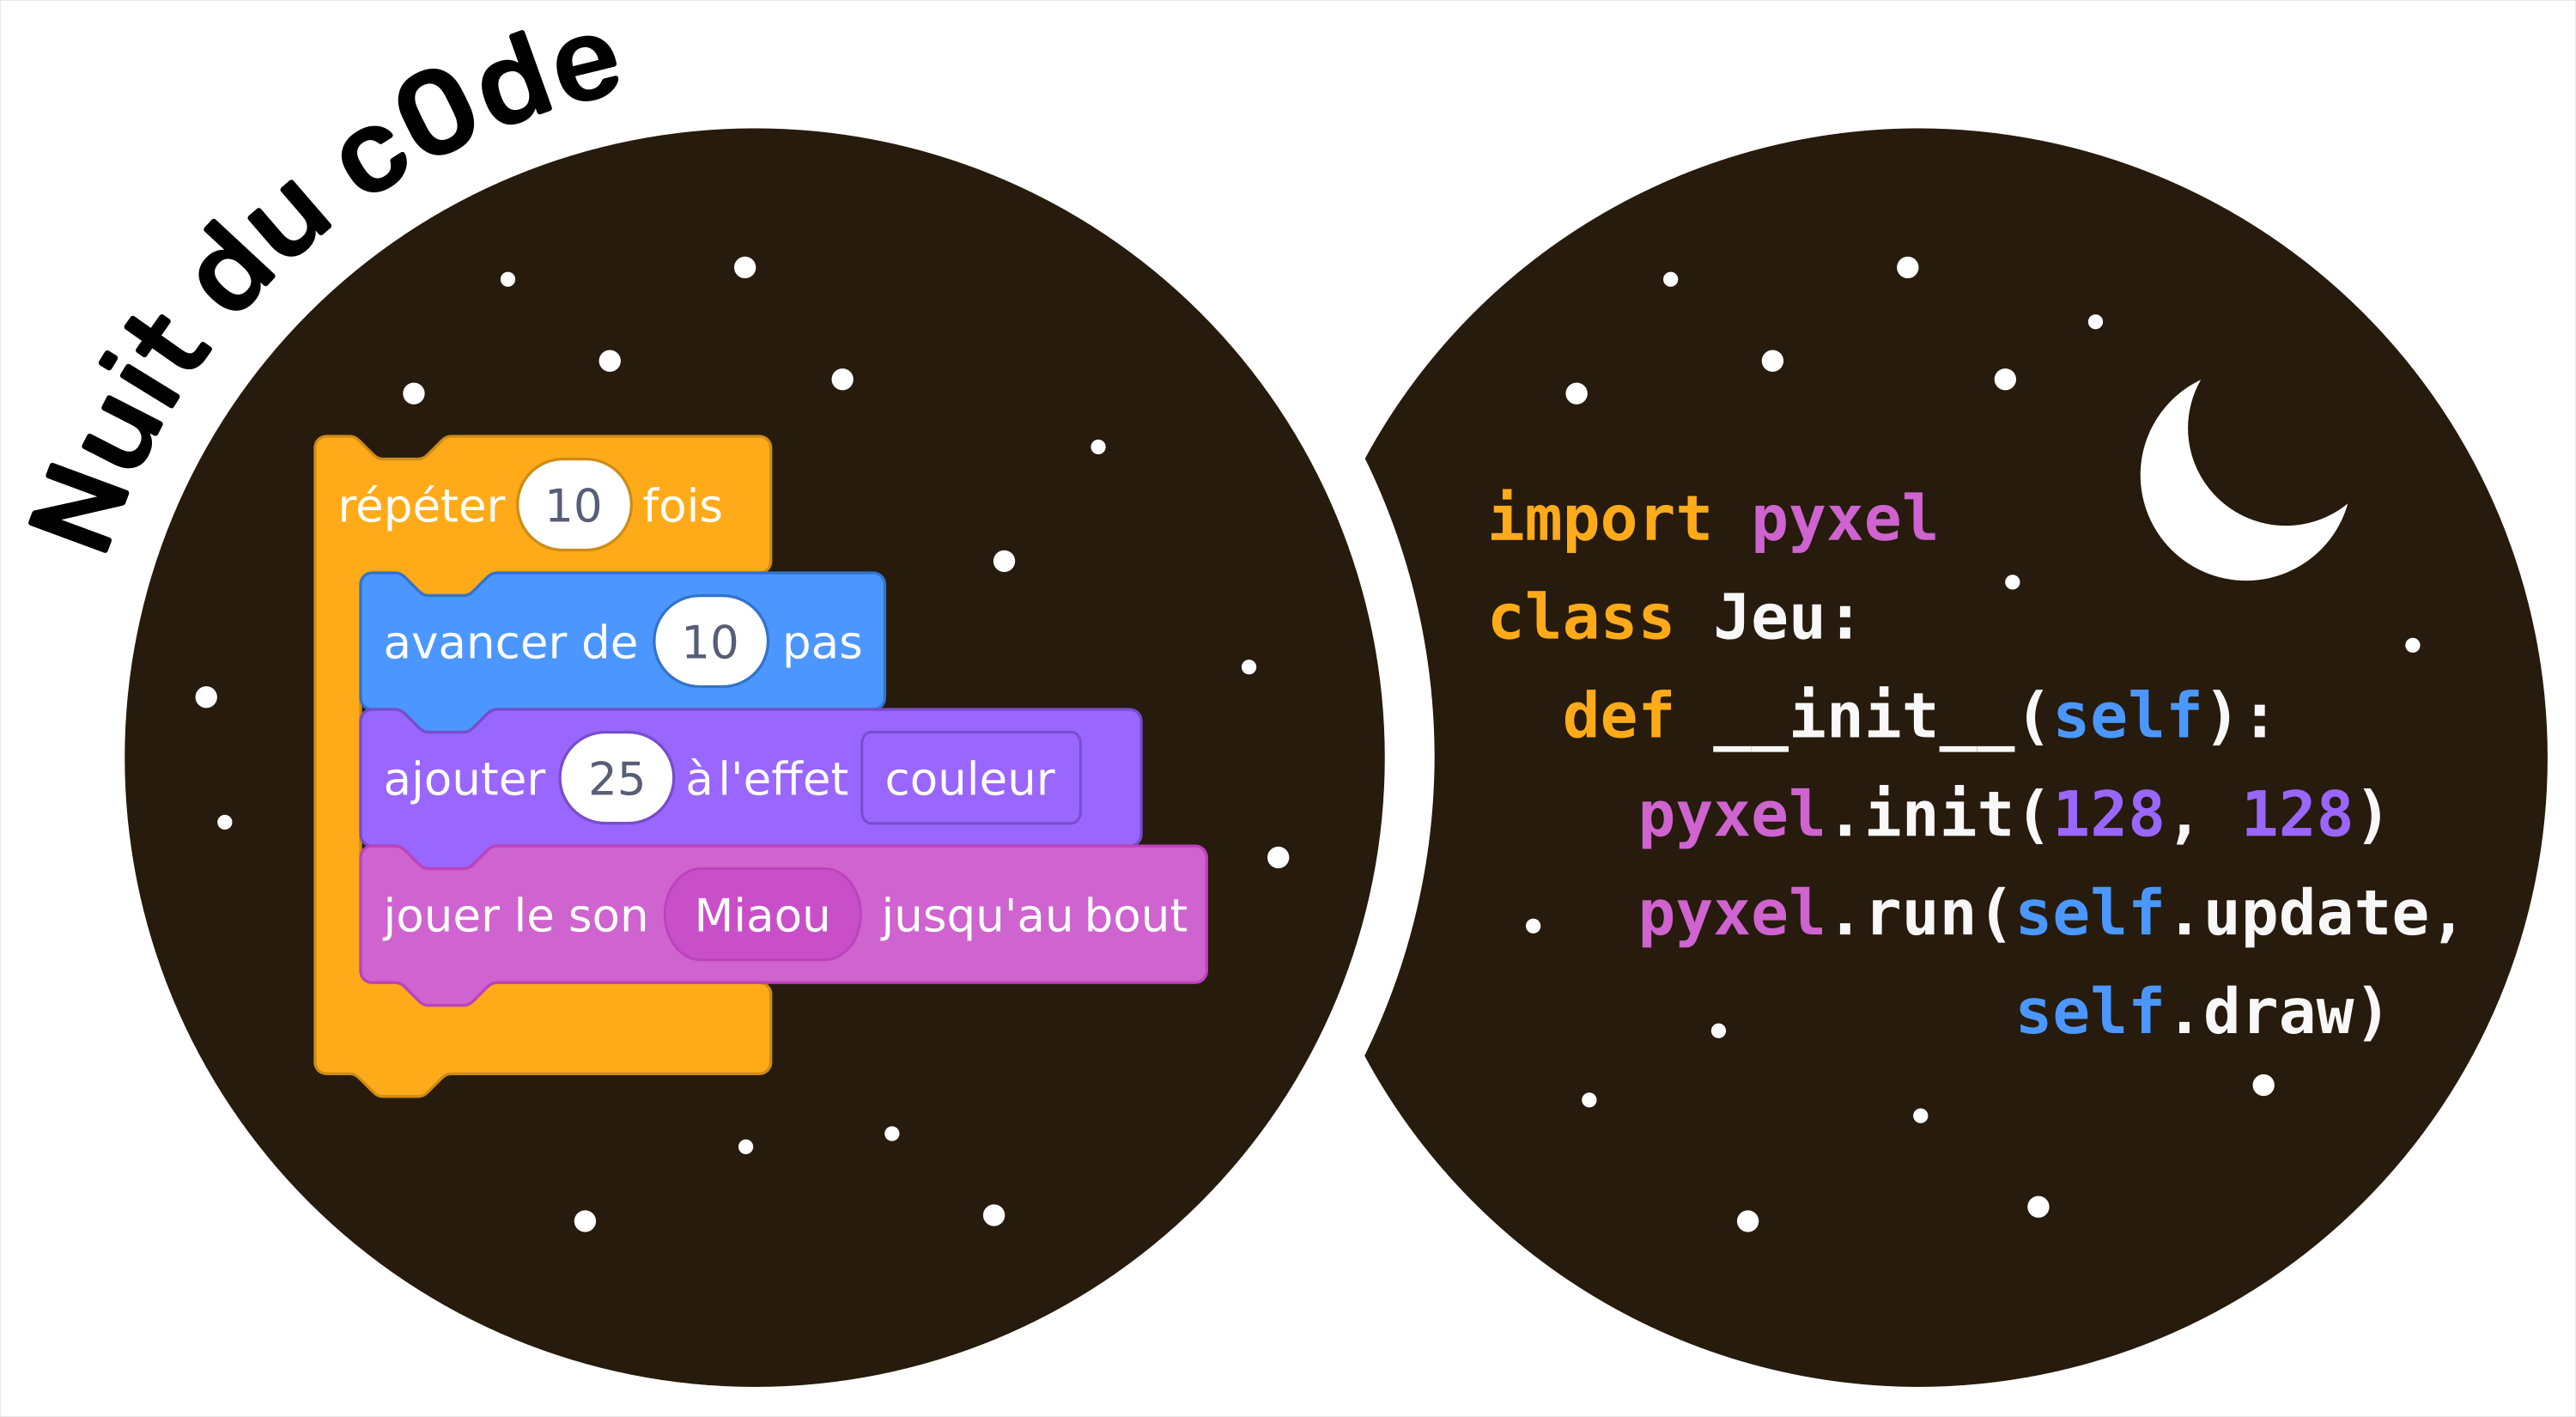 Nuit du c0de
répéter 10 fois
avancer de 10 pas
ajouter 25 à l'effet couleur
jouer le son Miaou jusqu'au bout
import pyxel
class Jeu:
  def __init__(self):
    pyxel.init(128, 128)
    pyxel.run(self.update,
              self.draw)